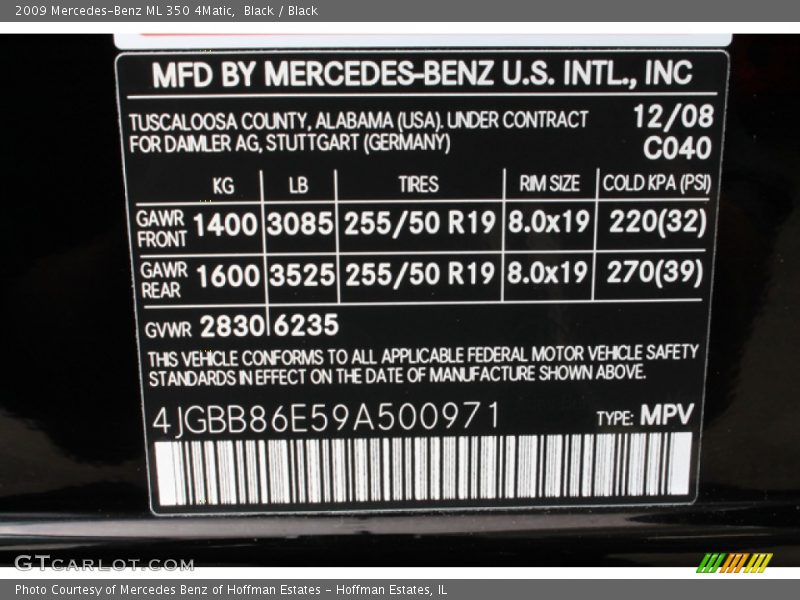 2009 Mercedes-Benz ML 350 4Matic,  Black / Black
MFD BY MERCEDES-BENZ U.S. INTL., INC
TUSCALOOSA COUNTY, ALABAMA (USA). UNDER CONTRACT 12/08
FOR DAIMLER AG, STUTTGART (GERMANY) C040
KG LB TIRES RIM SIZE COLD KPA (PSI)
GAWR FRONT 1400 3085 255/50 R19 8.0x19 220(32)
GAWR REAR 1600 3525 255/50 R19 8.0x19 270(39)
GVWR 2830 6235
THIS VEHICLE CONFORMS TO ALL APPLICABLE FEDERAL MOTOR VEHICLE SAFETY
STANDARDS IN EFFECT ON THE DATE OF MANUFACTURE SHOWN ABOVE.
4JGBB86E59A500971 TYPE: MPV
GTCARLOT.COM
Photo Courtesy of Mercedes Benz of Hoffman Estates - Hoffman Estates, IL